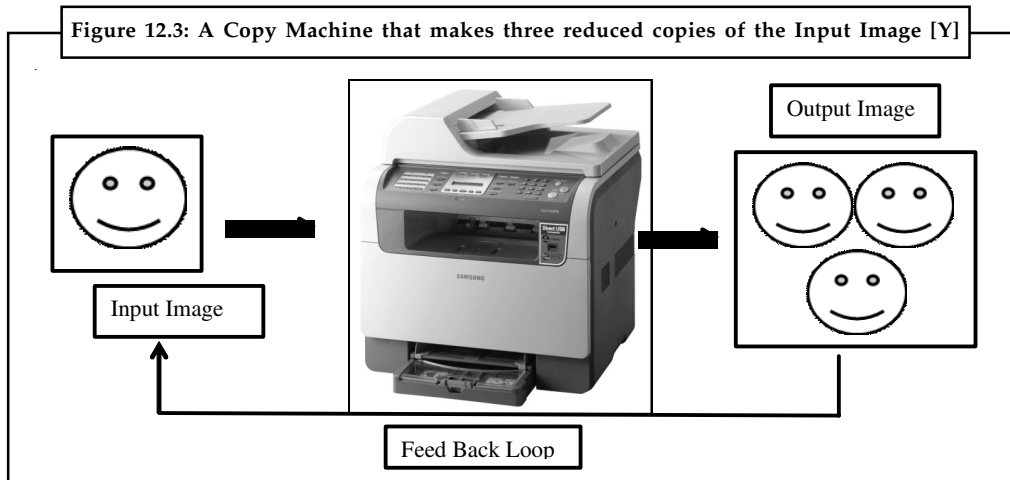 Figure 12.3: A Copy Machine that makes three reduced copies of the Input Image [Y]
Output Image
Direct USB
SAMSUNG
Input Image
Feed Back Loop